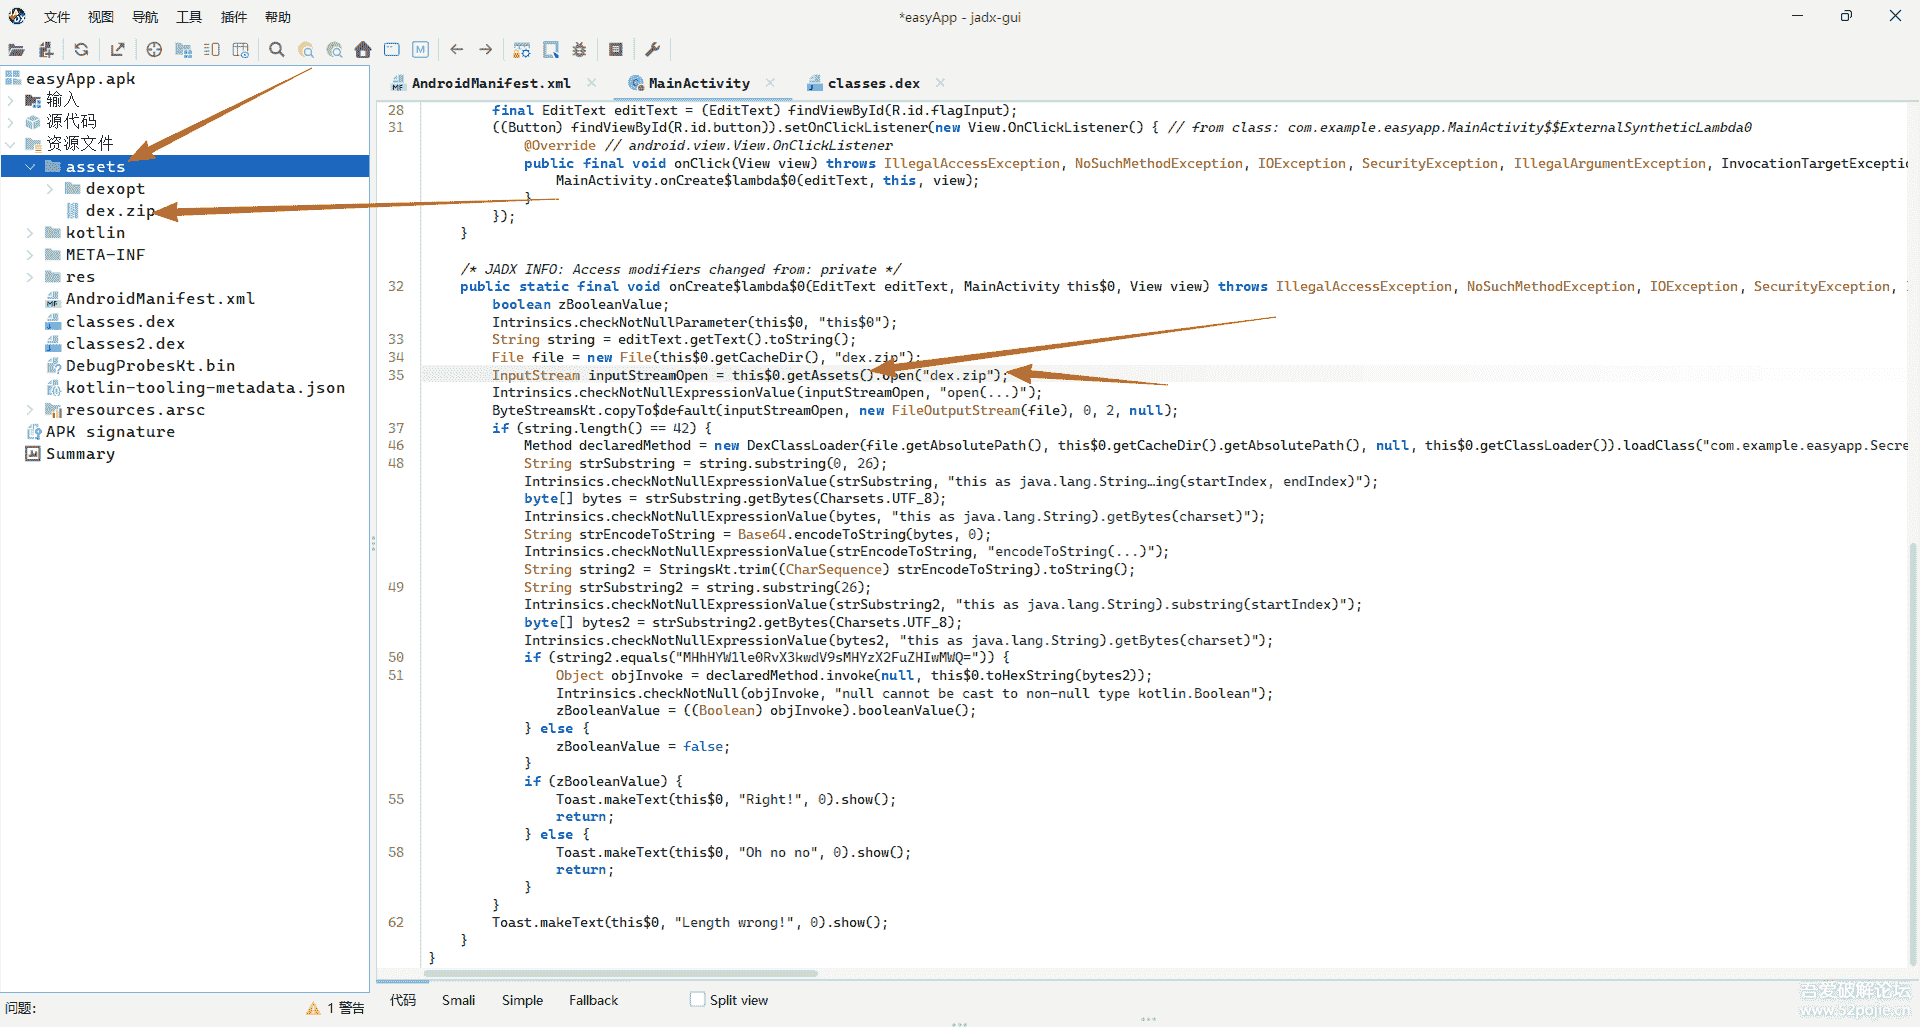 文件 视图 导航 工具 插件 帮助
*easyApp - jadx-gui
easyApp.apk
输入
源代码
资源文件
assets
dexopt
dex.zip
kotlin
META-INF
res
AndroidManifest.xml
classes.dex
classes2.dex
DebugProbesKt.bin
kotlin-tooling-metadata.json
resources.arsc
APK signature
Summary
问题:
1 警告
AndroidManifest.xml MainActivity classes.dex
28 final EditText editText = (EditText) findViewById(R.id.flagInput);
31 ((Button) findViewById(R.id.button)).setOnClickListener(new View.OnClickListener() { // from class: com.example.easyapp.MainActivity$$ExternalSyntheticLambda0
@Override // android.view.View.OnClickListener
public final void onClick(View view) throws IllegalAccessException, NoSuchMethodException, IOException, SecurityException, IllegalArgumentException, InvocationTargetExceptio
MainActivity.onCreate$lambda$0(editText, this, view);
}
});
}
/* JADX INFO: Access modifiers changed from: private */
32 public static final void onCreate$lambda$0(EditText editText, MainActivity this$0, View view) throws IllegalAccessException, NoSuchMethodException, IOException, SecurityException,
boolean zBooleanValue;
Intrinsics.checkNotNullParameter(this$0, "this$0");
33 String string = editText.getText().toString();
34 File file = new File(this$0.getCacheDir(), "dex.zip");
35 InputStream inputStreamOpen = this$0.getAssets().open("dex.zip");
Intrinsics.checkNotNullExpressionValue(inputStreamOpen, "open(...)");
ByteStreamsKt.copyTo$default(inputStreamOpen, new FileOutputStream(file), 0, 2, null);
37 if (string.length() == 42) {
46 Method declaredMethod = new DexClassLoader(file.getAbsolutePath(), this$0.getCacheDir().getAbsolutePath(), null, this$0.getClassLoader()).loadClass("com.example.easyapp.Secre
48 String strSubstring = string.substring(0, 26);
Intrinsics.checkNotNullExpressionValue(strSubstring, "this as java.lang.String…ing(startIndex, endIndex)");
byte[] bytes = strSubstring.getBytes(Charsets.UTF_8);
Intrinsics.checkNotNullExpressionValue(bytes, "this as java.lang.String).getBytes(charset)");
String strEncodeToString = Base64.encodeToString(bytes, 0);
Intrinsics.checkNotNullExpressionValue(strEncodeToString, "encodeToString(...)");
String string2 = StringsKt.trim((CharSequence) strEncodeToString).toString();
49 String strSubstring2 = string.substring(26);
Intrinsics.checkNotNullExpressionValue(strSubstring2, "this as java.lang.String).substring(startIndex)");
byte[] bytes2 = strSubstring2.getBytes(Charsets.UTF_8);
Intrinsics.checkNotNullExpressionValue(bytes2, "this as java.lang.String).getBytes(charset)");
50 if (string2.equals("MHhHYW1le0RvX3kwdV9sMHYzX2FuZHIwMWQ=")) {
51 Object objInvoke = declaredMethod.invoke(null, this$0.toHexString(bytes2));
Intrinsics.checkNotNull(objInvoke, "null cannot be cast to non-null type kotlin.Boolean");
zBooleanValue = ((Boolean) objInvoke).booleanValue();
} else {
zBooleanValue = false;
}
if (zBooleanValue) {
55 Toast.makeText(this$0, "Right!", 0).show();
return;
} else {
58 Toast.makeText(this$0, "Oh no no", 0).show();
return;
}
}
62 Toast.makeText(this$0, "Length wrong!", 0).show();
}
}
代码 Smali Simple Fallback Split view
吾爱破解论坛
www.52pojie.cn